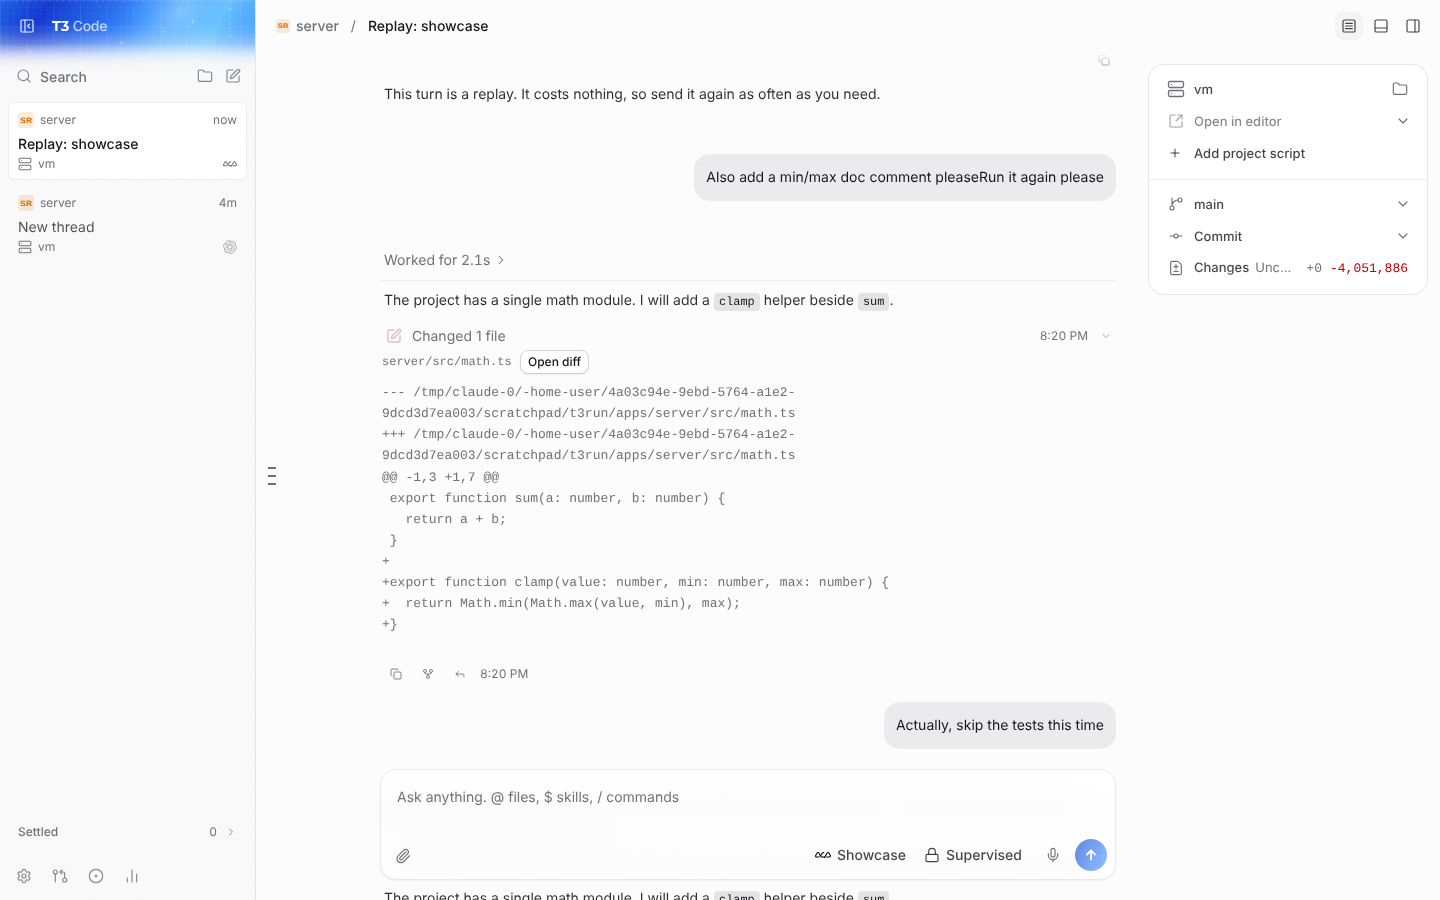 T3 Code
server / Replay: showcase
Search
SR server now
Replay: showcase
vm
SR server 4m
New thread
vm
Settled 0
This turn is a replay. It costs nothing, so send it again as often as you need.
Also add a min/max doc comment pleaseRun it again please
Worked for 2.1s
The project has a single math module. I will add a clamp helper beside sum.
Changed 1 file 8:20 PM
server/src/math.ts Open diff
--- /tmp/claude-0/-home-user/4a03c94e-9ebd-5764-a1e2-
9dcd3d7ea003/scratchpad/t3run/apps/server/src/math.ts
+++ /tmp/claude-0/-home-user/4a03c94e-9ebd-5764-a1e2-
9dcd3d7ea003/scratchpad/t3run/apps/server/src/math.ts
@@ -1,3 +1,7 @@
 export function sum(a: number, b: number) {
   return a + b;
 }
+
+export function clamp(value: number, min: number, max: number) {
+  return Math.min(Math.max(value, min), max);
+}
8:20 PM
Actually, skip the tests this time
Ask anything. @ files, $ skills, / commands
Showcase Supervised
The project has a single math module. I will add a clamp helper beside sum
vm
Open in editor
Add project script
main
Commit
Changes Unc... +0 -4,051,886